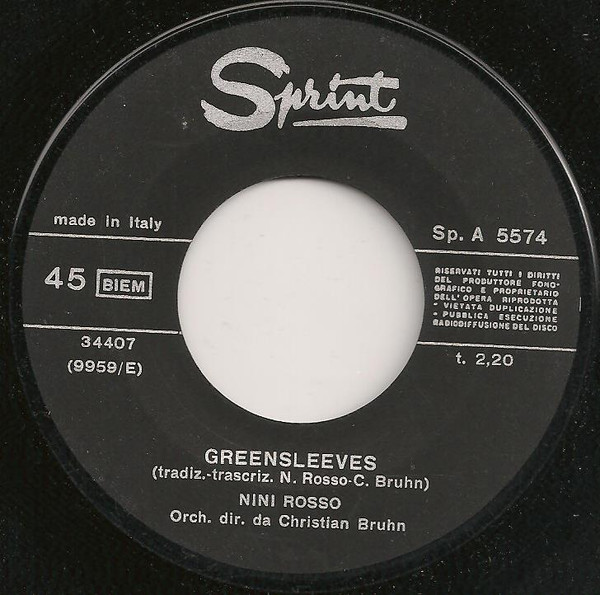 Sprint
made in Italy
Sp. A 5574
45 BIEM
RISERVATI TUTTI I DIRITTI
DEL PRODUTTORE FONO-
GRAFICO E PROPRIETARIO
DELL'OPERA RIPRODOTTA
- VIETATA DUPLICAZIONE
- PUBBLICA ESECUZIONE
RADIODIFFUSIONE DEL DISCO
34407
(9959/E)
t. 2,20
GREENSLEEVES
(tradiz.-trascriz. N. Rosso-C. Bruhn)
NINI ROSSO
Orch. dir. da Christian Bruhn